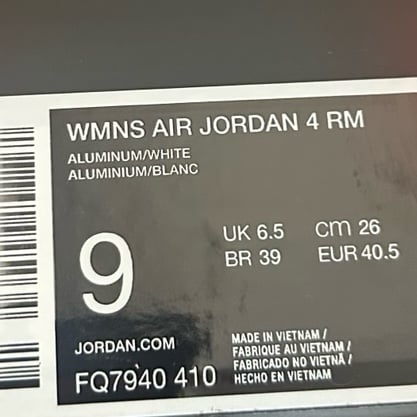 WMNS AIR JORDAN 4 RM
ALUMINUM/WHITE
ALUMINIUM/BLANC
9
UK 6.5 cm 26
BR 39 EUR 40.5
JORDAN.COM
FQ7940 410
MADE IN VIETNAM /
FABRIQUE AU VIETNAM /
FABRICADO NO VIETNÃ /
HECHO EN VIETNAM